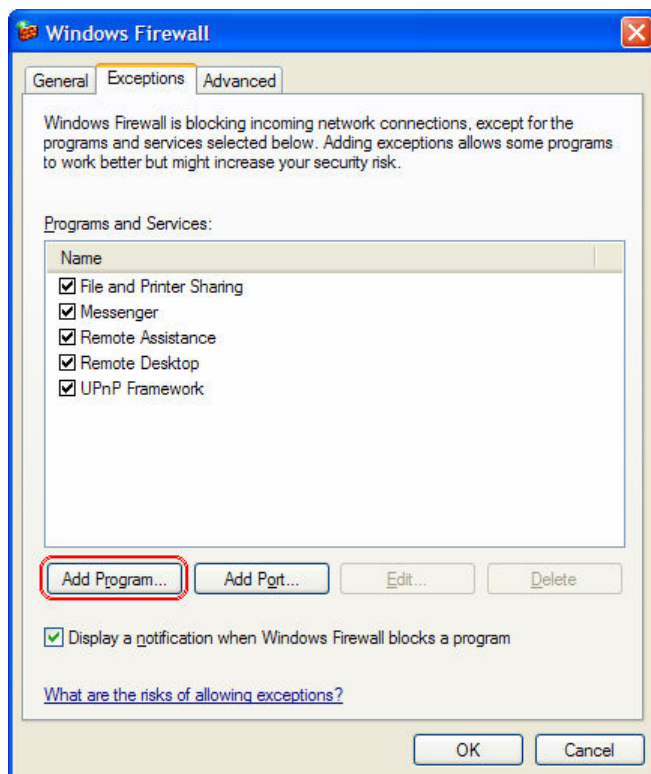 Windows Firewall
General Exceptions Advanced
Windows Firewall is blocking incoming network connections, except for the
programs and services selected below. Adding exceptions allows some programs
to work better but might increase your security risk.
Programs and Services:
Name
File and Printer Sharing
Messenger
Remote Assistance
Remote Desktop
UPnP Framework
Add Program... Add Port... Edit... Delete
Display a notification when Windows Firewall blocks a program
What are the risks of allowing exceptions?
OK Cancel